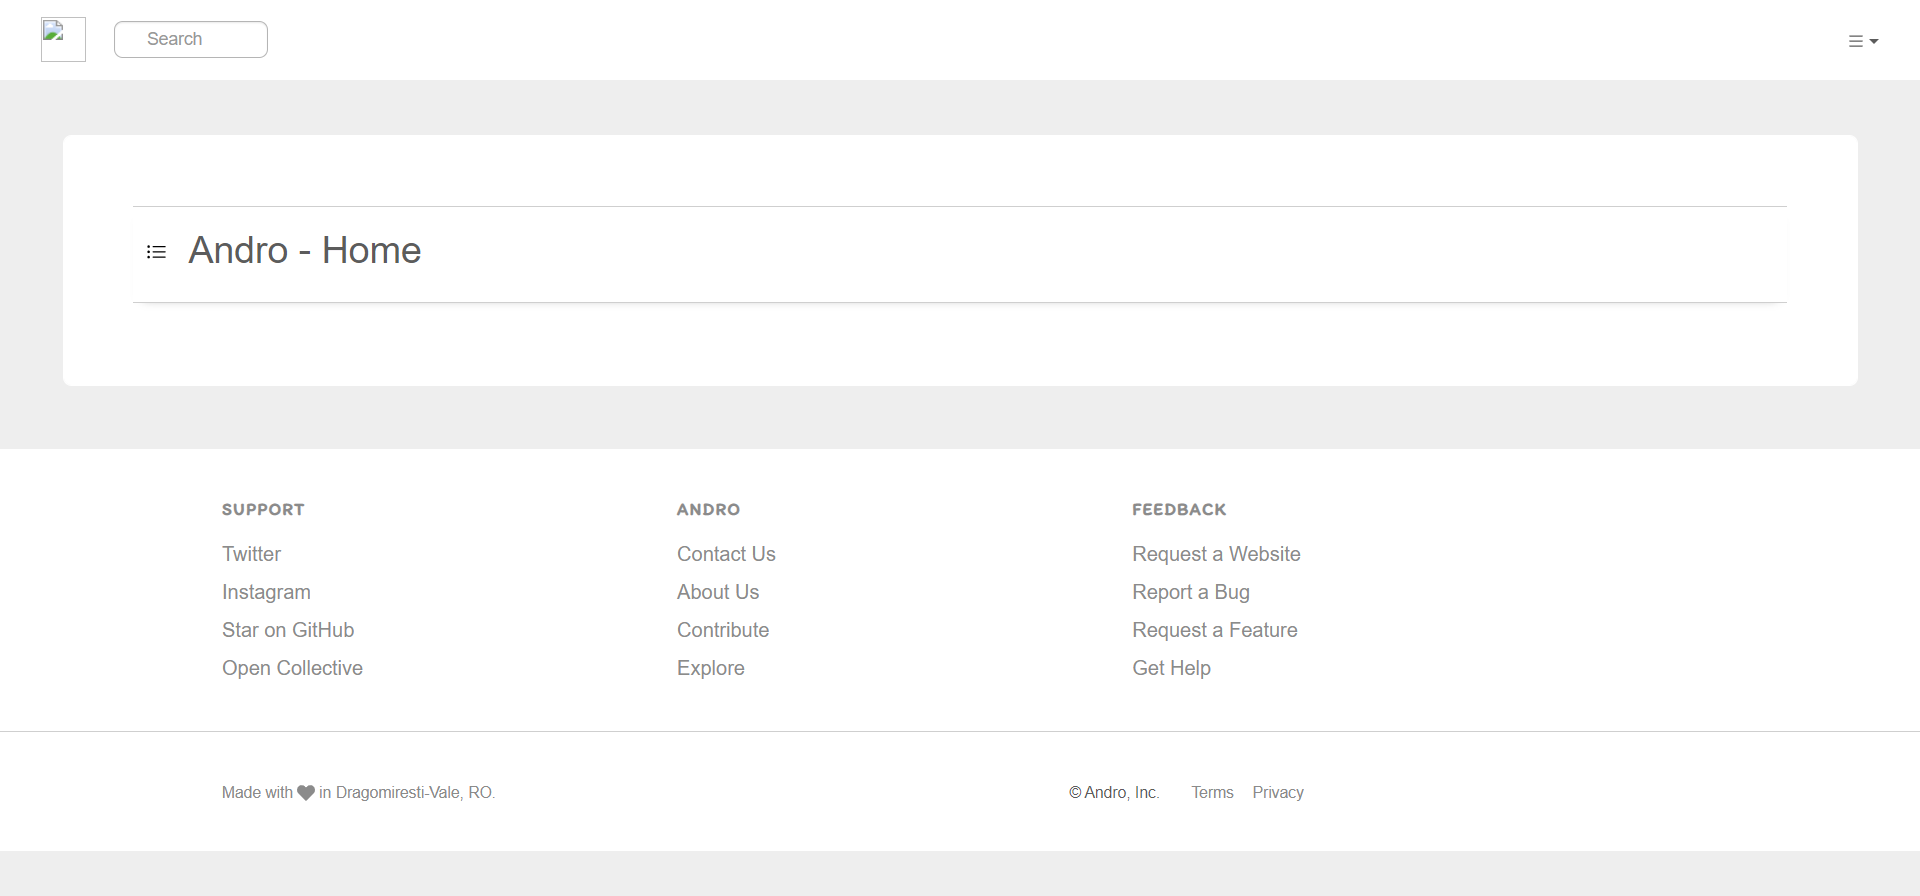 Search
Andro - Home
SUPPORT
Twitter
Instagram
Star on GitHub
Open Collective
ANDRO
Contact Us
About Us
Contribute
Explore
FEEDBACK
Request a Website
Report a Bug
Request a Feature
Get Help
Made with in Dragomiresti-Vale, RO.
© Andro, Inc. Terms Privacy